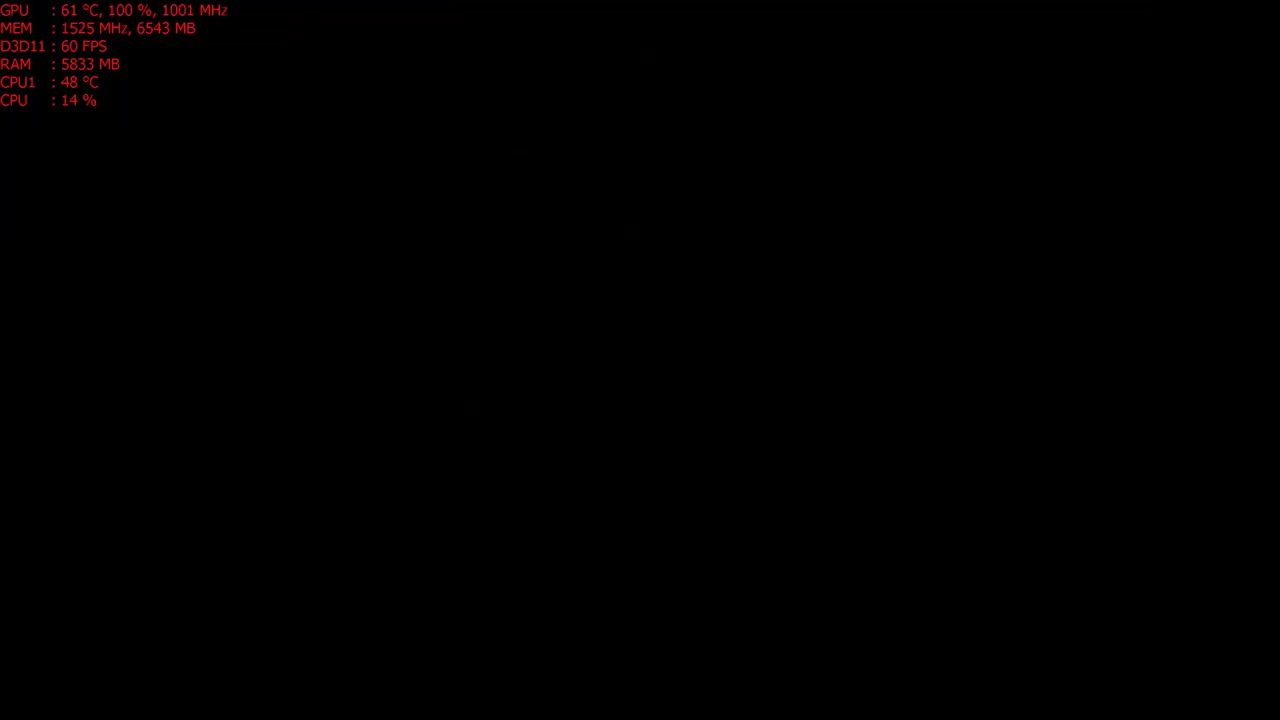 GPU : 61 °C, 100 %, 1001 MHz
MEM : 1525 MHz, 6543 MB
D3D11 : 60 FPS
RAM : 5833 MB
CPU1 : 48 °C
CPU : 14 %